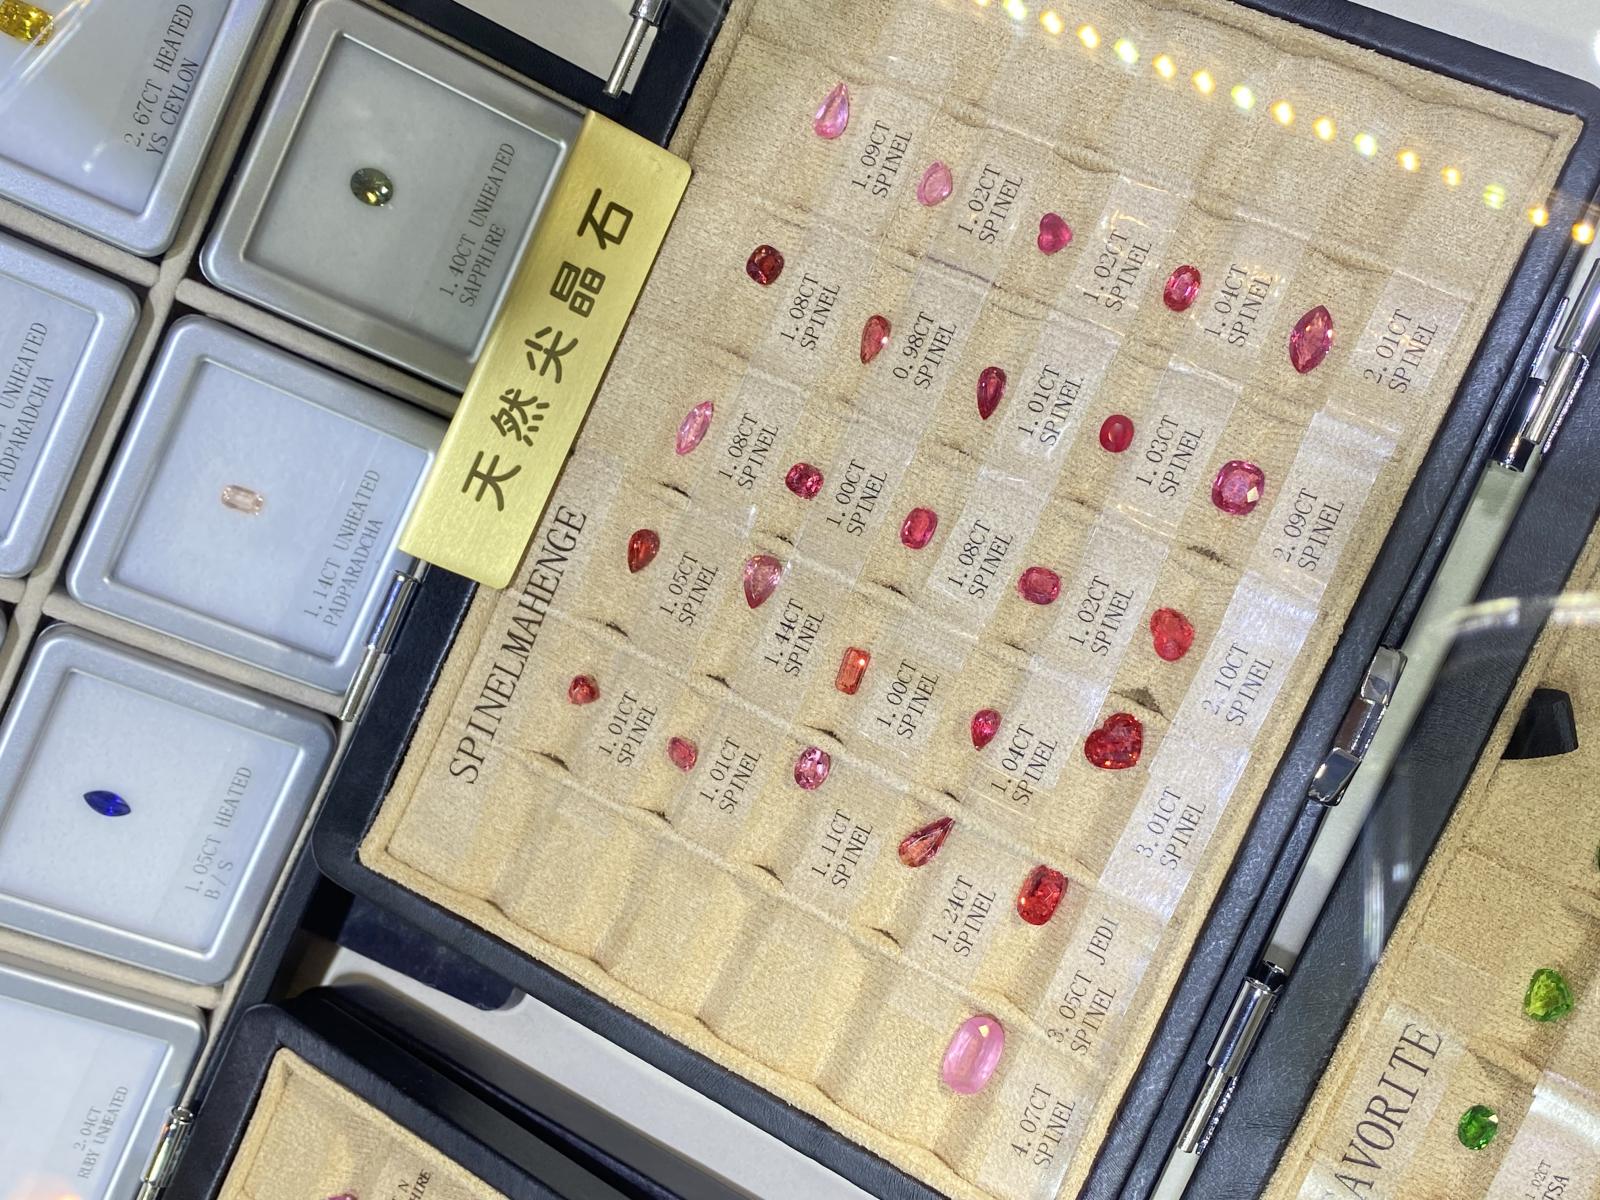 2.67CT HEATED
YS CEYLON
1.40CT UNHEATED
SAPPHIRE
UNHEATED
PADPARADCHA
1.14CT UNHEATED
PADPARADCHA
1.05CT HEATED
B/S
2.04CT
RUBY UNHEATED
天然尖晶石
SPINELMAHENGE
1.09CT
SPINEL
1.02CT
SPINEL
1.02CT
SPINEL
1.04CT
SPINEL
2.01CT
SPINEL
1.08CT
SPINEL
0.98CT
SPINEL
1.01CT
SPINEL
1.03CT
SPINEL
2.09CT
SPINEL
1.08CT
SPINEL
1.00CT
SPINEL
1.08CT
SPINEL
1.02CT
SPINEL
2.10CT
SPINEL
1.05CT
SPINEL
1.44CT
SPINEL
1.00CT
SPINEL
1.04CT
SPINEL
3.01CT
SPINEL
1.01CT
SPINEL
1.01CT
SPINEL
1.11CT
SPINEL
1.24CT
SPINEL
3.05CT JEDI
SPINEL
4.07CT
SPINEL
AVORITE